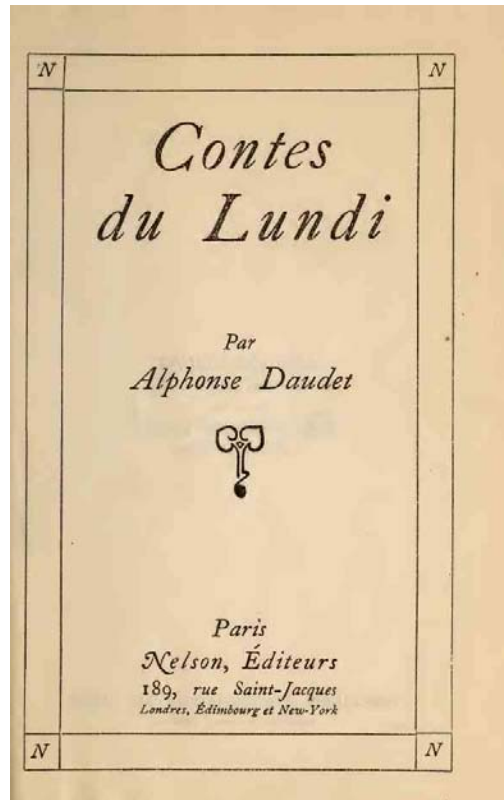 N N
Contes
du Lundi
Par
Alphonse Daudet
Paris
Nelson, Éditeurs
189, rue Saint-Jacques
Londres, Édimbourg et New-York
N N